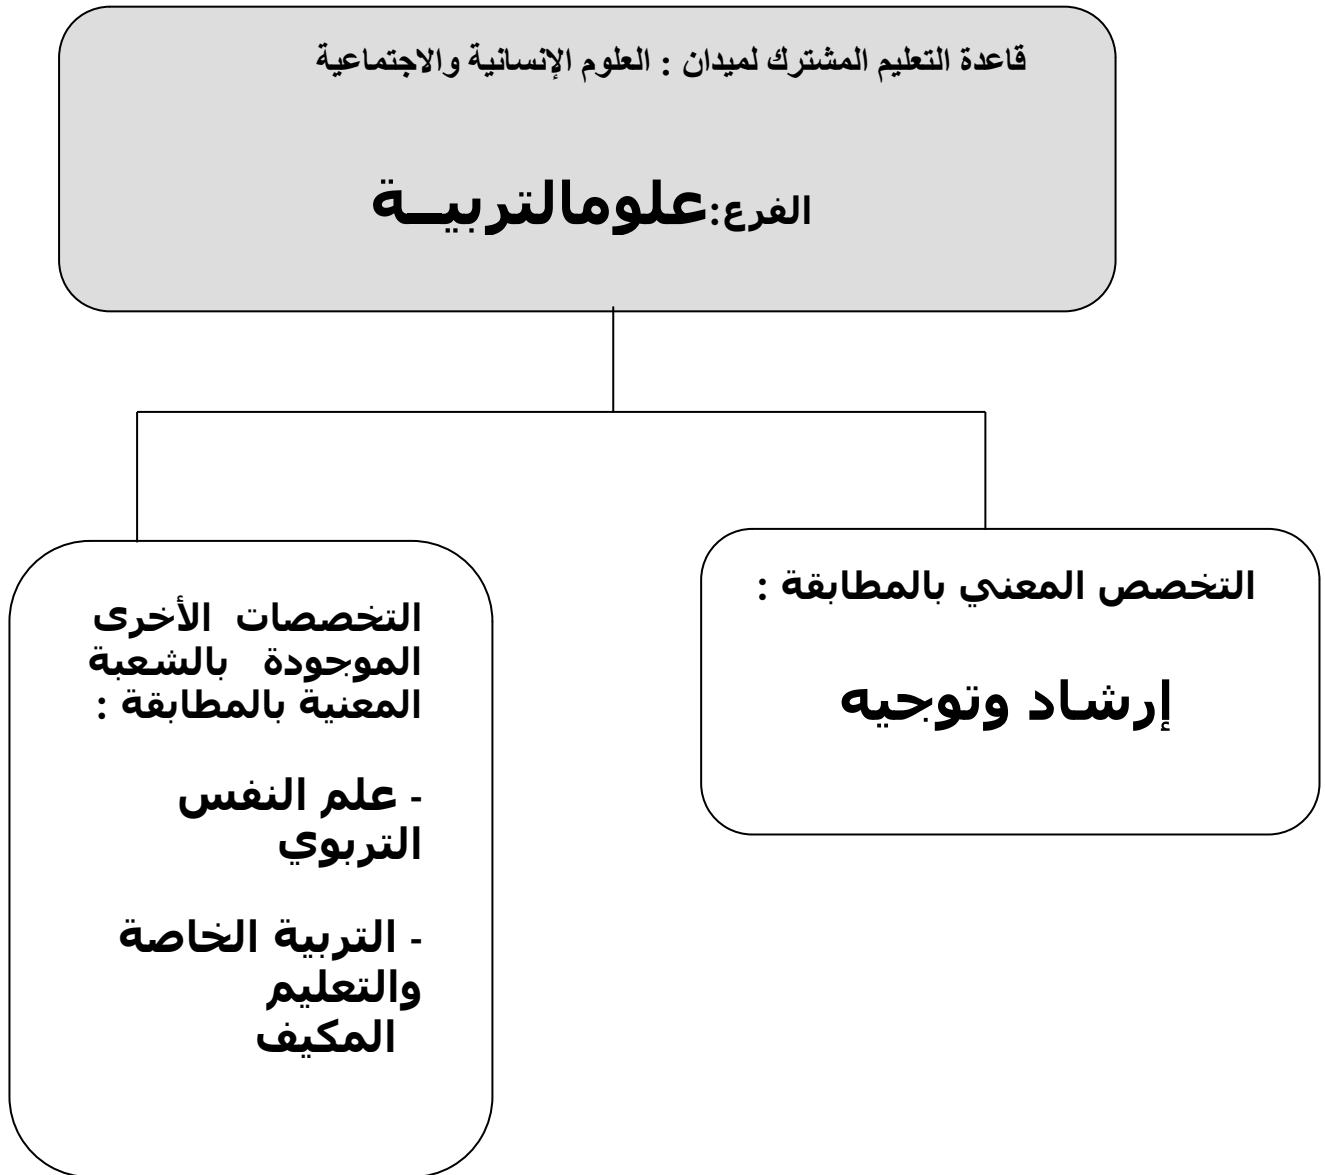 قاعدة التعليم المشترك لميدان : العلوم الإنسانية والاجتماعية
الفرع:علومالتربيــة
التخصص المعني بالمطابقة :
إرشاد وتوجيه
التخصصات الأخرى
الموجودة بالشعبة
المعنية بالمطابقة :
- علم النفس
التربوي
- التربية الخاصة
والتعليم
المكيف